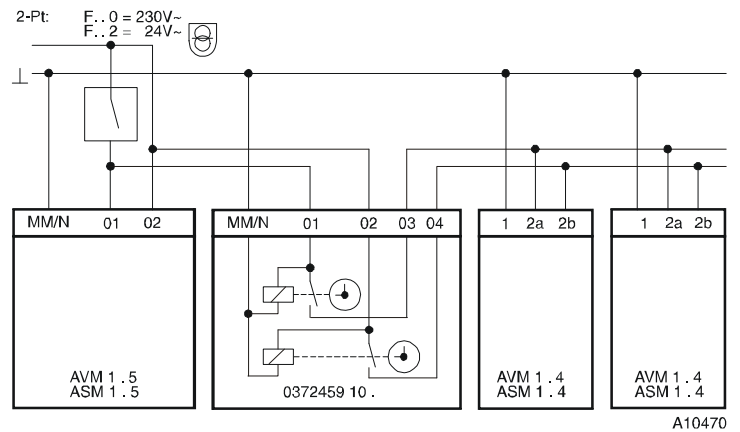 2-Pt: F. . 0 = 230V~
F. . 2 = 24V~
⊥
MM/N 01 02
MM/N 01 02 03 04
1 2a 2b
1 2a 2b
AVM 1 . 5
ASM 1 . 5
0372459 10 .
AVM 1 . 4
ASM 1 . 4
AVM 1 . 4
ASM 1 . 4
A10470